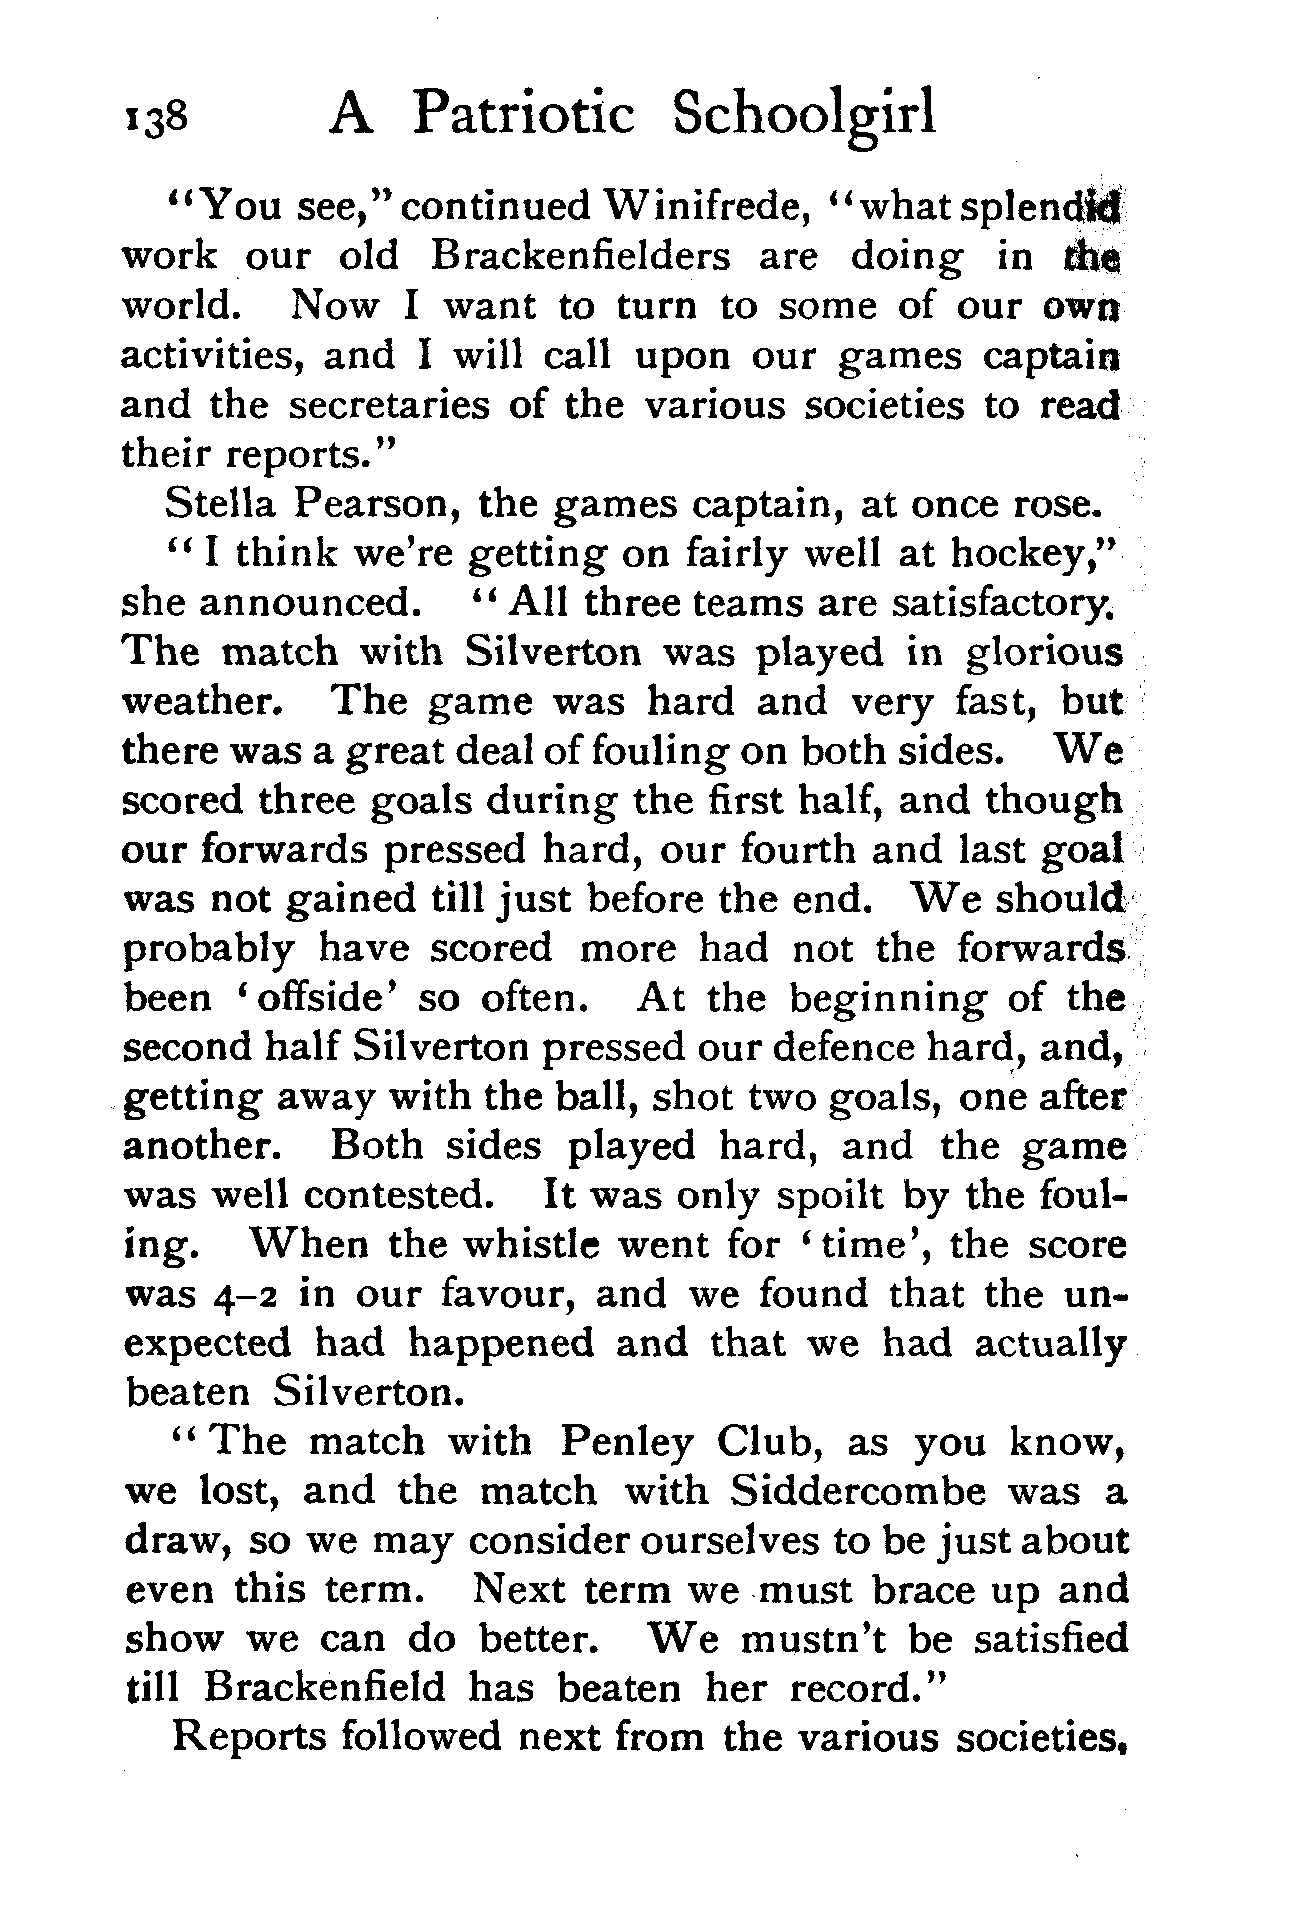 138 A Patriotic Schoolgirl
"You see," continued Winifrede, "what splendid
work our old Brackenfielders are doing in the
world. Now I want to turn to some of our own
activities, and I will call upon our games captain
and the secretaries of the various societies to read
their reports."
Stella Pearson, the games captain, at once rose.
"I think we're getting on fairly well at hockey,"
she announced. "All three teams are satisfactory.
The match with Silverton was played in glorious
weather. The game was hard and very fast, but
there was a great deal of fouling on both sides. We
scored three goals during the first half, and though
our forwards pressed hard, our fourth and last goal
was not gained till just before the end. We should
probably have scored more had not the forwards
been 'offside' so often. At the beginning of the
second half Silverton pressed our defence hard, and,
getting away with the ball, shot two goals, one after
another. Both sides played hard, and the game
was well contested. It was only spoilt by the foul-
ing. When the whistle went for 'time', the score
was 4–2 in our favour, and we found that the un-
expected had happened and that we had actually
beaten Silverton.
"The match with Penley Club, as you know,
we lost, and the match with Siddercombe was a
draw, so we may consider ourselves to be just about
even this term. Next term we must brace up and
show we can do better. We mustn't be satisfied
till Brackenfield has beaten her record."
Reports followed next from the various societies,